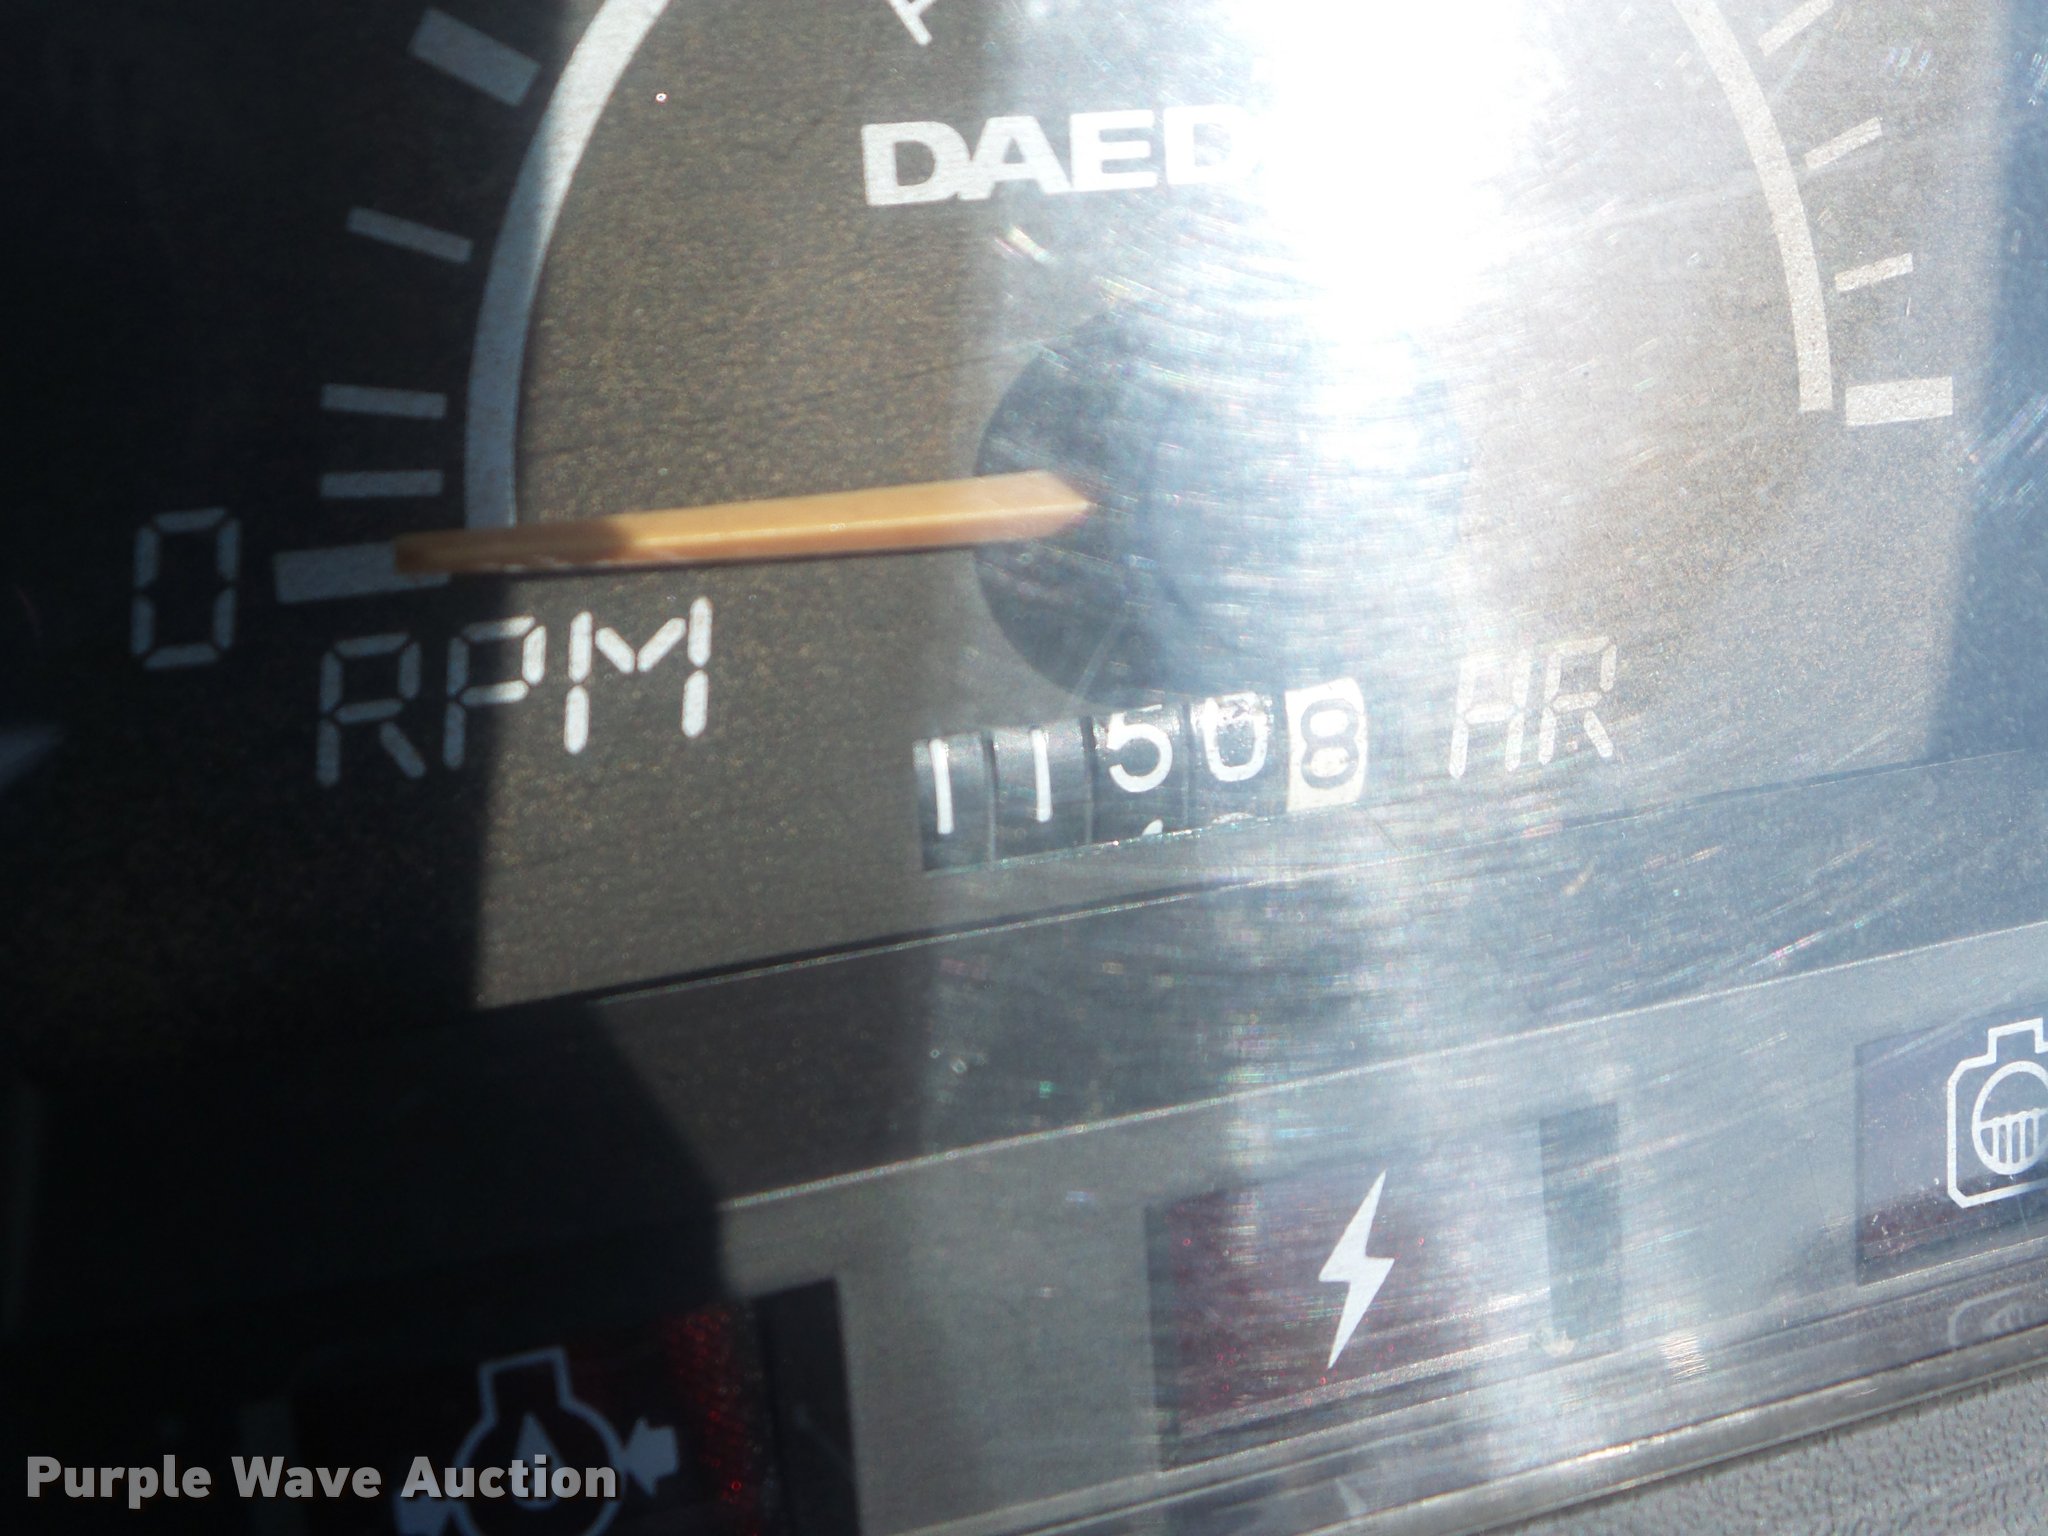 DAED
0
RPM
11508 HR
Purple Wave Auction